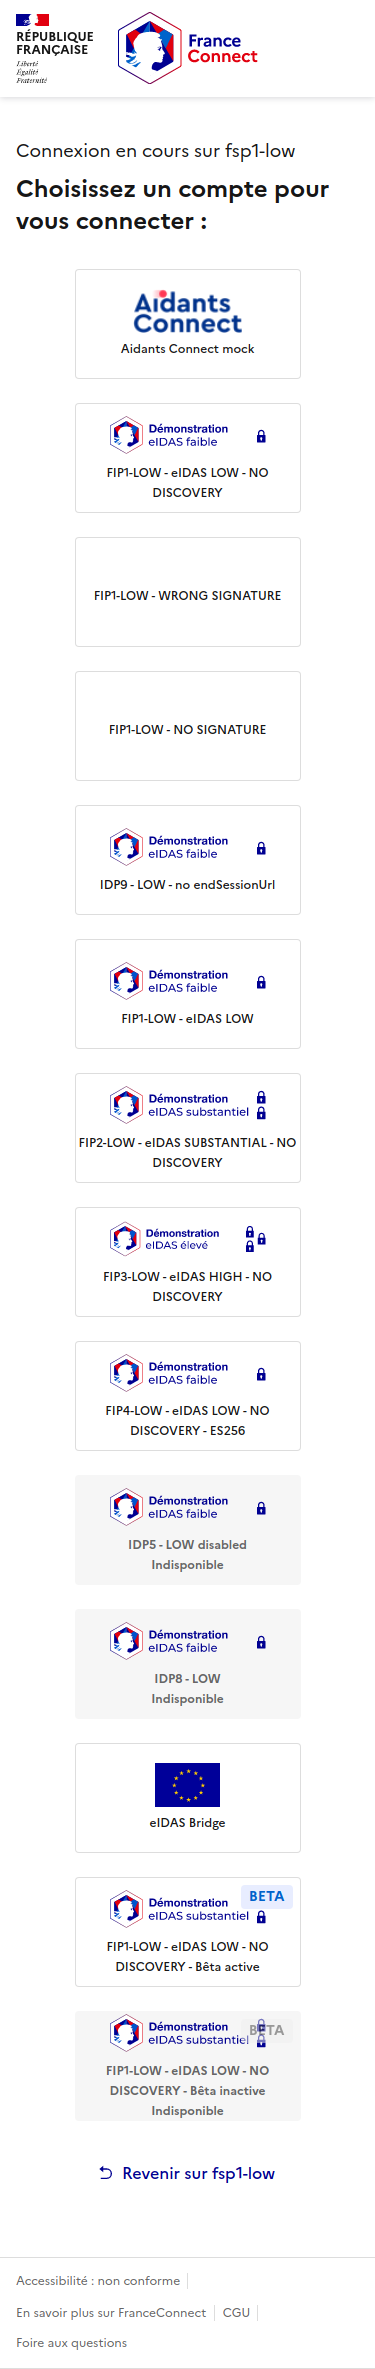 RÉPUBLIQUE
FRANÇAISE
Liberté
Égalité
Fraternité
France
Connect
Connexion en cours sur fsp1-low
Choisissez un compte pour
vous connecter :
Aidants
Connect
Aidants Connect mock
Démonstration
eIDAS faible
FIP1-LOW - eIDAS LOW - NO
DISCOVERY
FIP1-LOW - WRONG SIGNATURE
FIP1-LOW - NO SIGNATURE
Démonstration
eIDAS faible
IDP9 - LOW - no endSessionUrl
Démonstration
eIDAS faible
FIP1-LOW - eIDAS LOW
Démonstration
eIDAS substantiel
FIP2-LOW - eIDAS SUBSTANTIAL - NO
DISCOVERY
Démonstration
eIDAS élevé
FIP3-LOW - eIDAS HIGH - NO
DISCOVERY
Démonstration
eIDAS faible
FIP4-LOW - eIDAS LOW - NO
DISCOVERY - ES256
Démonstration
eIDAS faible
IDP5 - LOW disabled
Indisponible
Démonstration
eIDAS faible
IDP8 - LOW
Indisponible
eIDAS Bridge
BETA
Démonstration
eIDAS substantiel
FIP1-LOW - eIDAS LOW - NO
DISCOVERY - Bêta active
BETA
Démonstration
eIDAS substantiel
FIP1-LOW - eIDAS LOW - NO
DISCOVERY - Bêta inactive
Indisponible
Revenir sur fsp1-low
Accessibilité : non conforme
En savoir plus sur FranceConnect
CGU
Foire aux questions